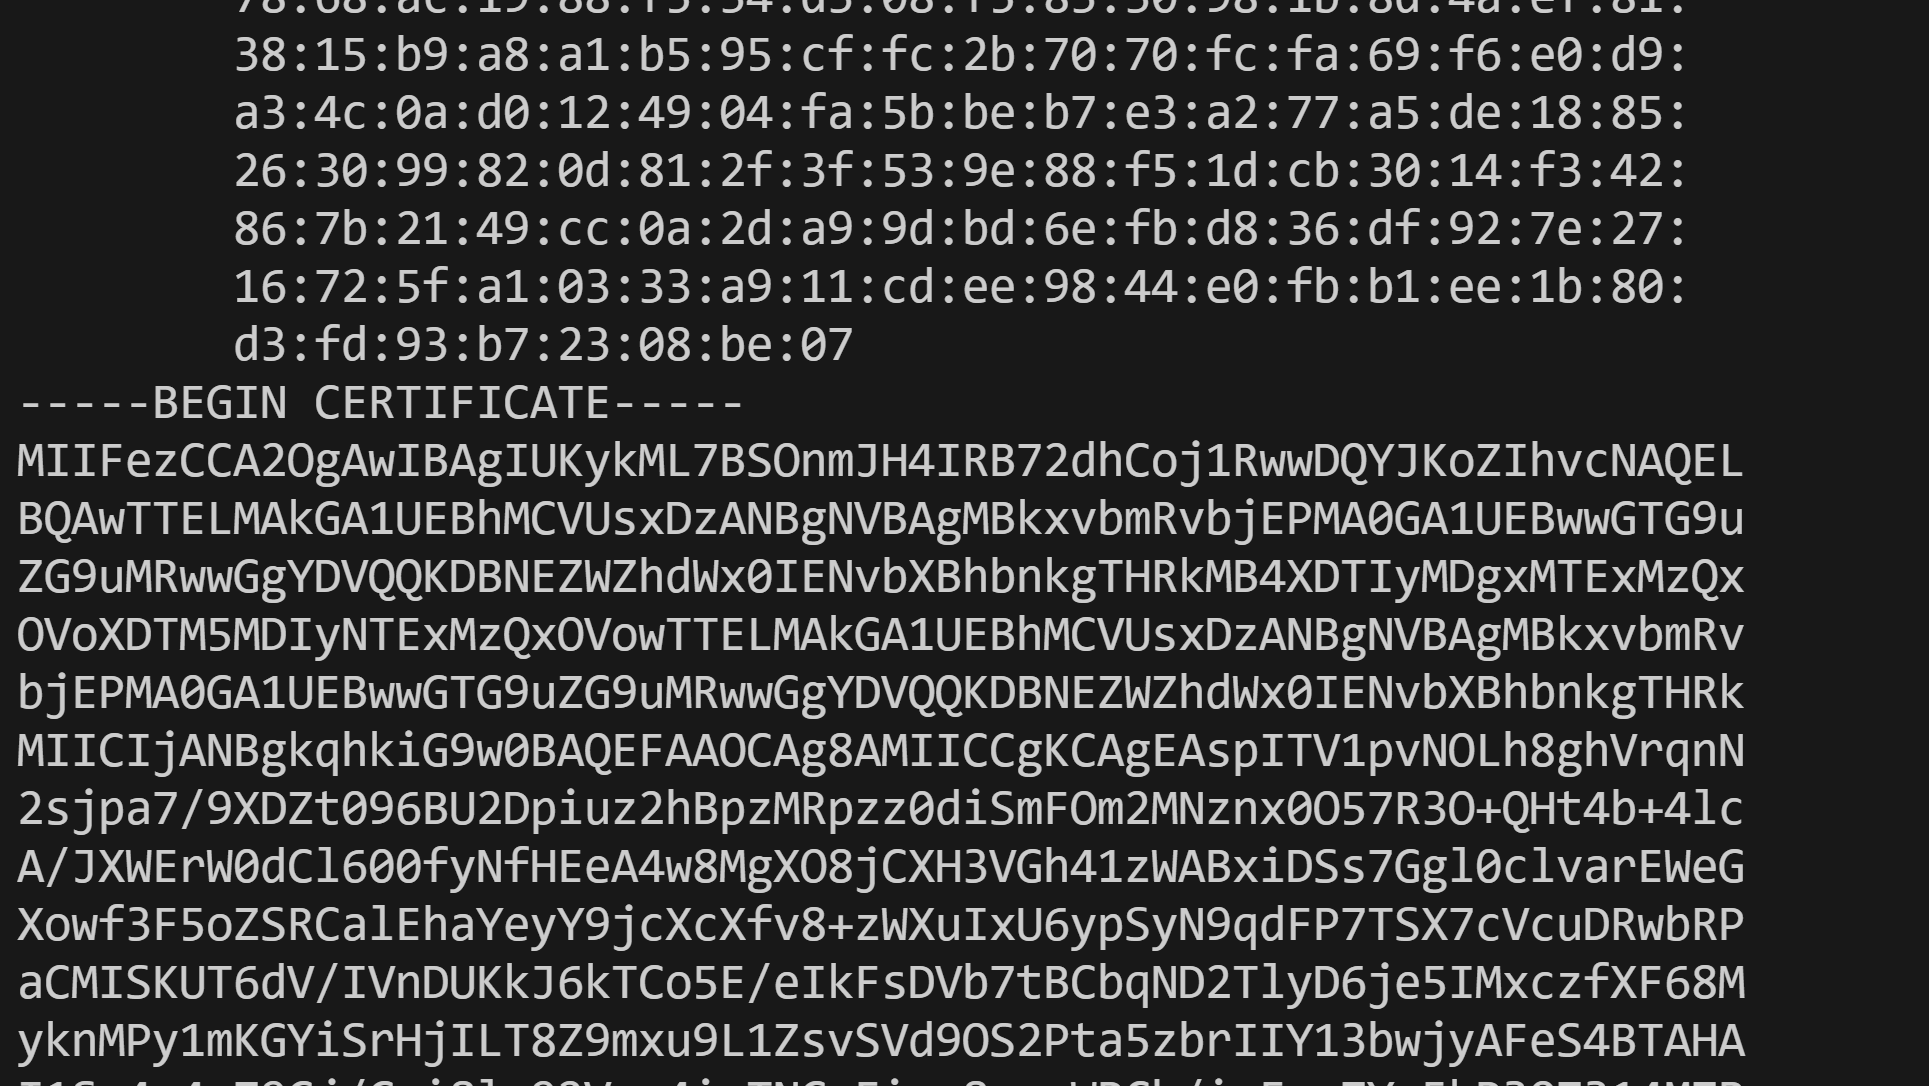 38:15:b9:a8:a1:b5:95:cf:fc:2b:70:70:fc:fa:69:f6:e0:d9:
a3:4c:0a:d0:12:49:04:fa:5b:be:b7:e3:a2:77:a5:de:18:85:
26:30:99:82:0d:81:2f:3f:53:9e:88:f5:1d:cb:30:14:f3:42:
86:7b:21:49:cc:0a:2d:a9:9d:bd:6e:fb:d8:36:df:92:7e:27:
16:72:5f:a1:03:33:a9:11:cd:ee:98:44:e0:fb:b1:ee:1b:80:
d3:fd:93:b7:23:08:be:07
-----BEGIN CERTIFICATE-----
MIIFezCCA2OgAwIBAgIUKykML7BSOnmJH4IRB72dhCoj1RwwDQYJKoZIhvcNAQEL
BQAwTTELMAkGA1UEBhMCVUsxDzANBgNVBAgMBkxvbmRvbjEPMA0GA1UEBwwGTG9u
ZG9uMRwwGgYDVQQKDBNEZWZhdWx0IENvbXBhbnkgTHRkMB4XDTIyMDgxMTExMzQx
OVoXDTM5MDIyNTExMzQxOVowTTELMAkGA1UEBhMCVUsxDzANBgNVBAgMBkxvbmRv
bjEPMA0GA1UEBwwGTG9uZG9uMRwwGgYDVQQKDBNEZWZhdWx0IENvbXBhbnkgTHRk
MIICIjANBgkqhkiG9w0BAQEFAAOCAg8AMIICCgKCAgEAspITV1pvNOLh8ghVrqnN
2sjpa7/9XDZt096BU2Dpiuz2hBpzMRpzz0diSmFOm2MNznx0O57R3O+QHt4b+4lc
A/JXWErW0dCl600fyNfHEeA4w8MgXO8jCXH3VGh41zWABxiDSs7Ggl0clvarEWeG
Xowf3F5oZSRCalEhaYeyY9jcXcXfv8+zWXuIxU6ypSyN9qdFP7TSX7cVcuDRwbRP
aCMISKUT6dV/IVnDUKkJ6kTCo5E/eIkFsDVb7tBCbqND2TlyD6je5IMxczfXF68M
yknMPy1mKGYiSrHjILT8Z9mxu9L1ZsvSVd9OS2Pta5zbrIIY13bwjyAFeS4BTAHA